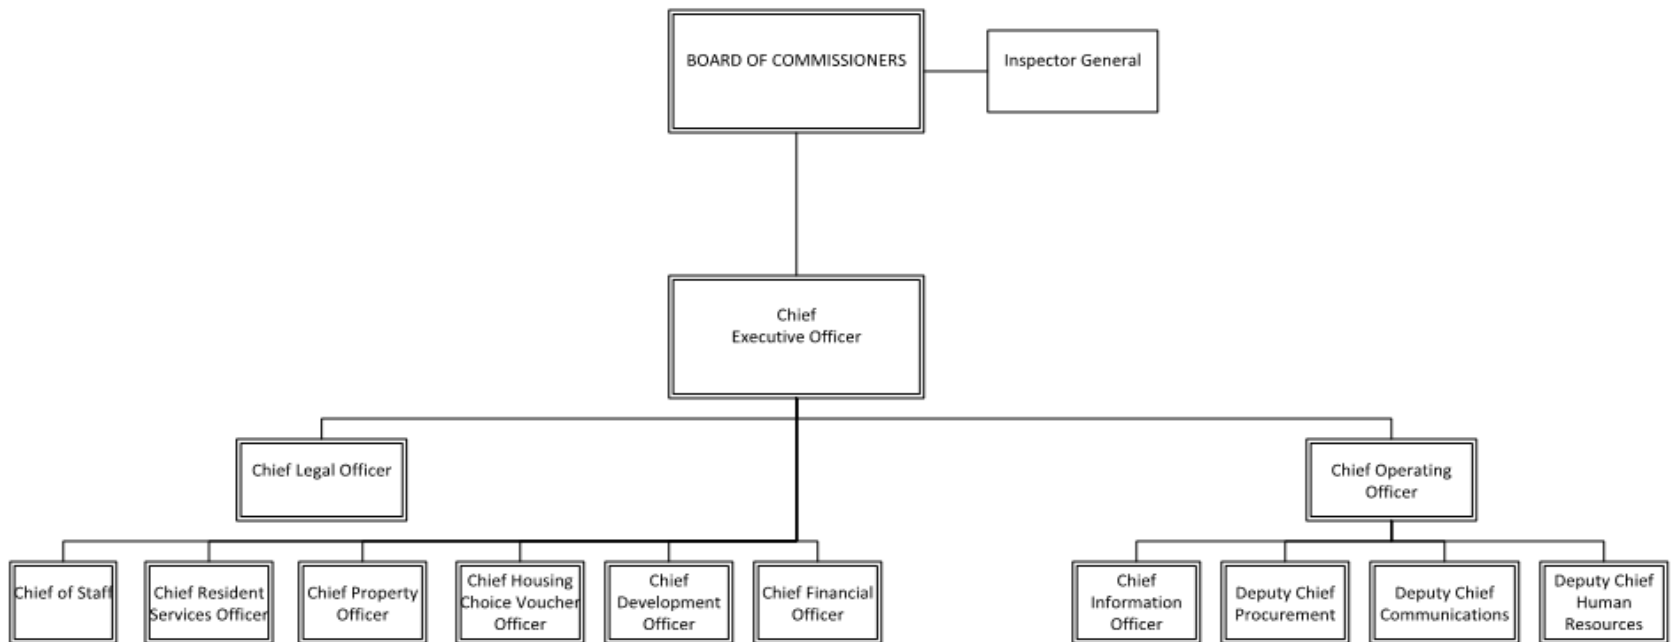 BOARD OF COMMISSIONERS
Inspector General
Chief
Executive Officer
Chief Legal Officer
Chief Operating
Officer
Chief of Staff
Chief Resident
Services Officer
Chief Property
Officer
Chief Housing
Choice Voucher
Officer
Chief
Development
Officer
Chief Financial
Officer
Chief
Information
Officer
Deputy Chief
Procurement
Deputy Chief
Communications
Deputy Chief
Human
Resources